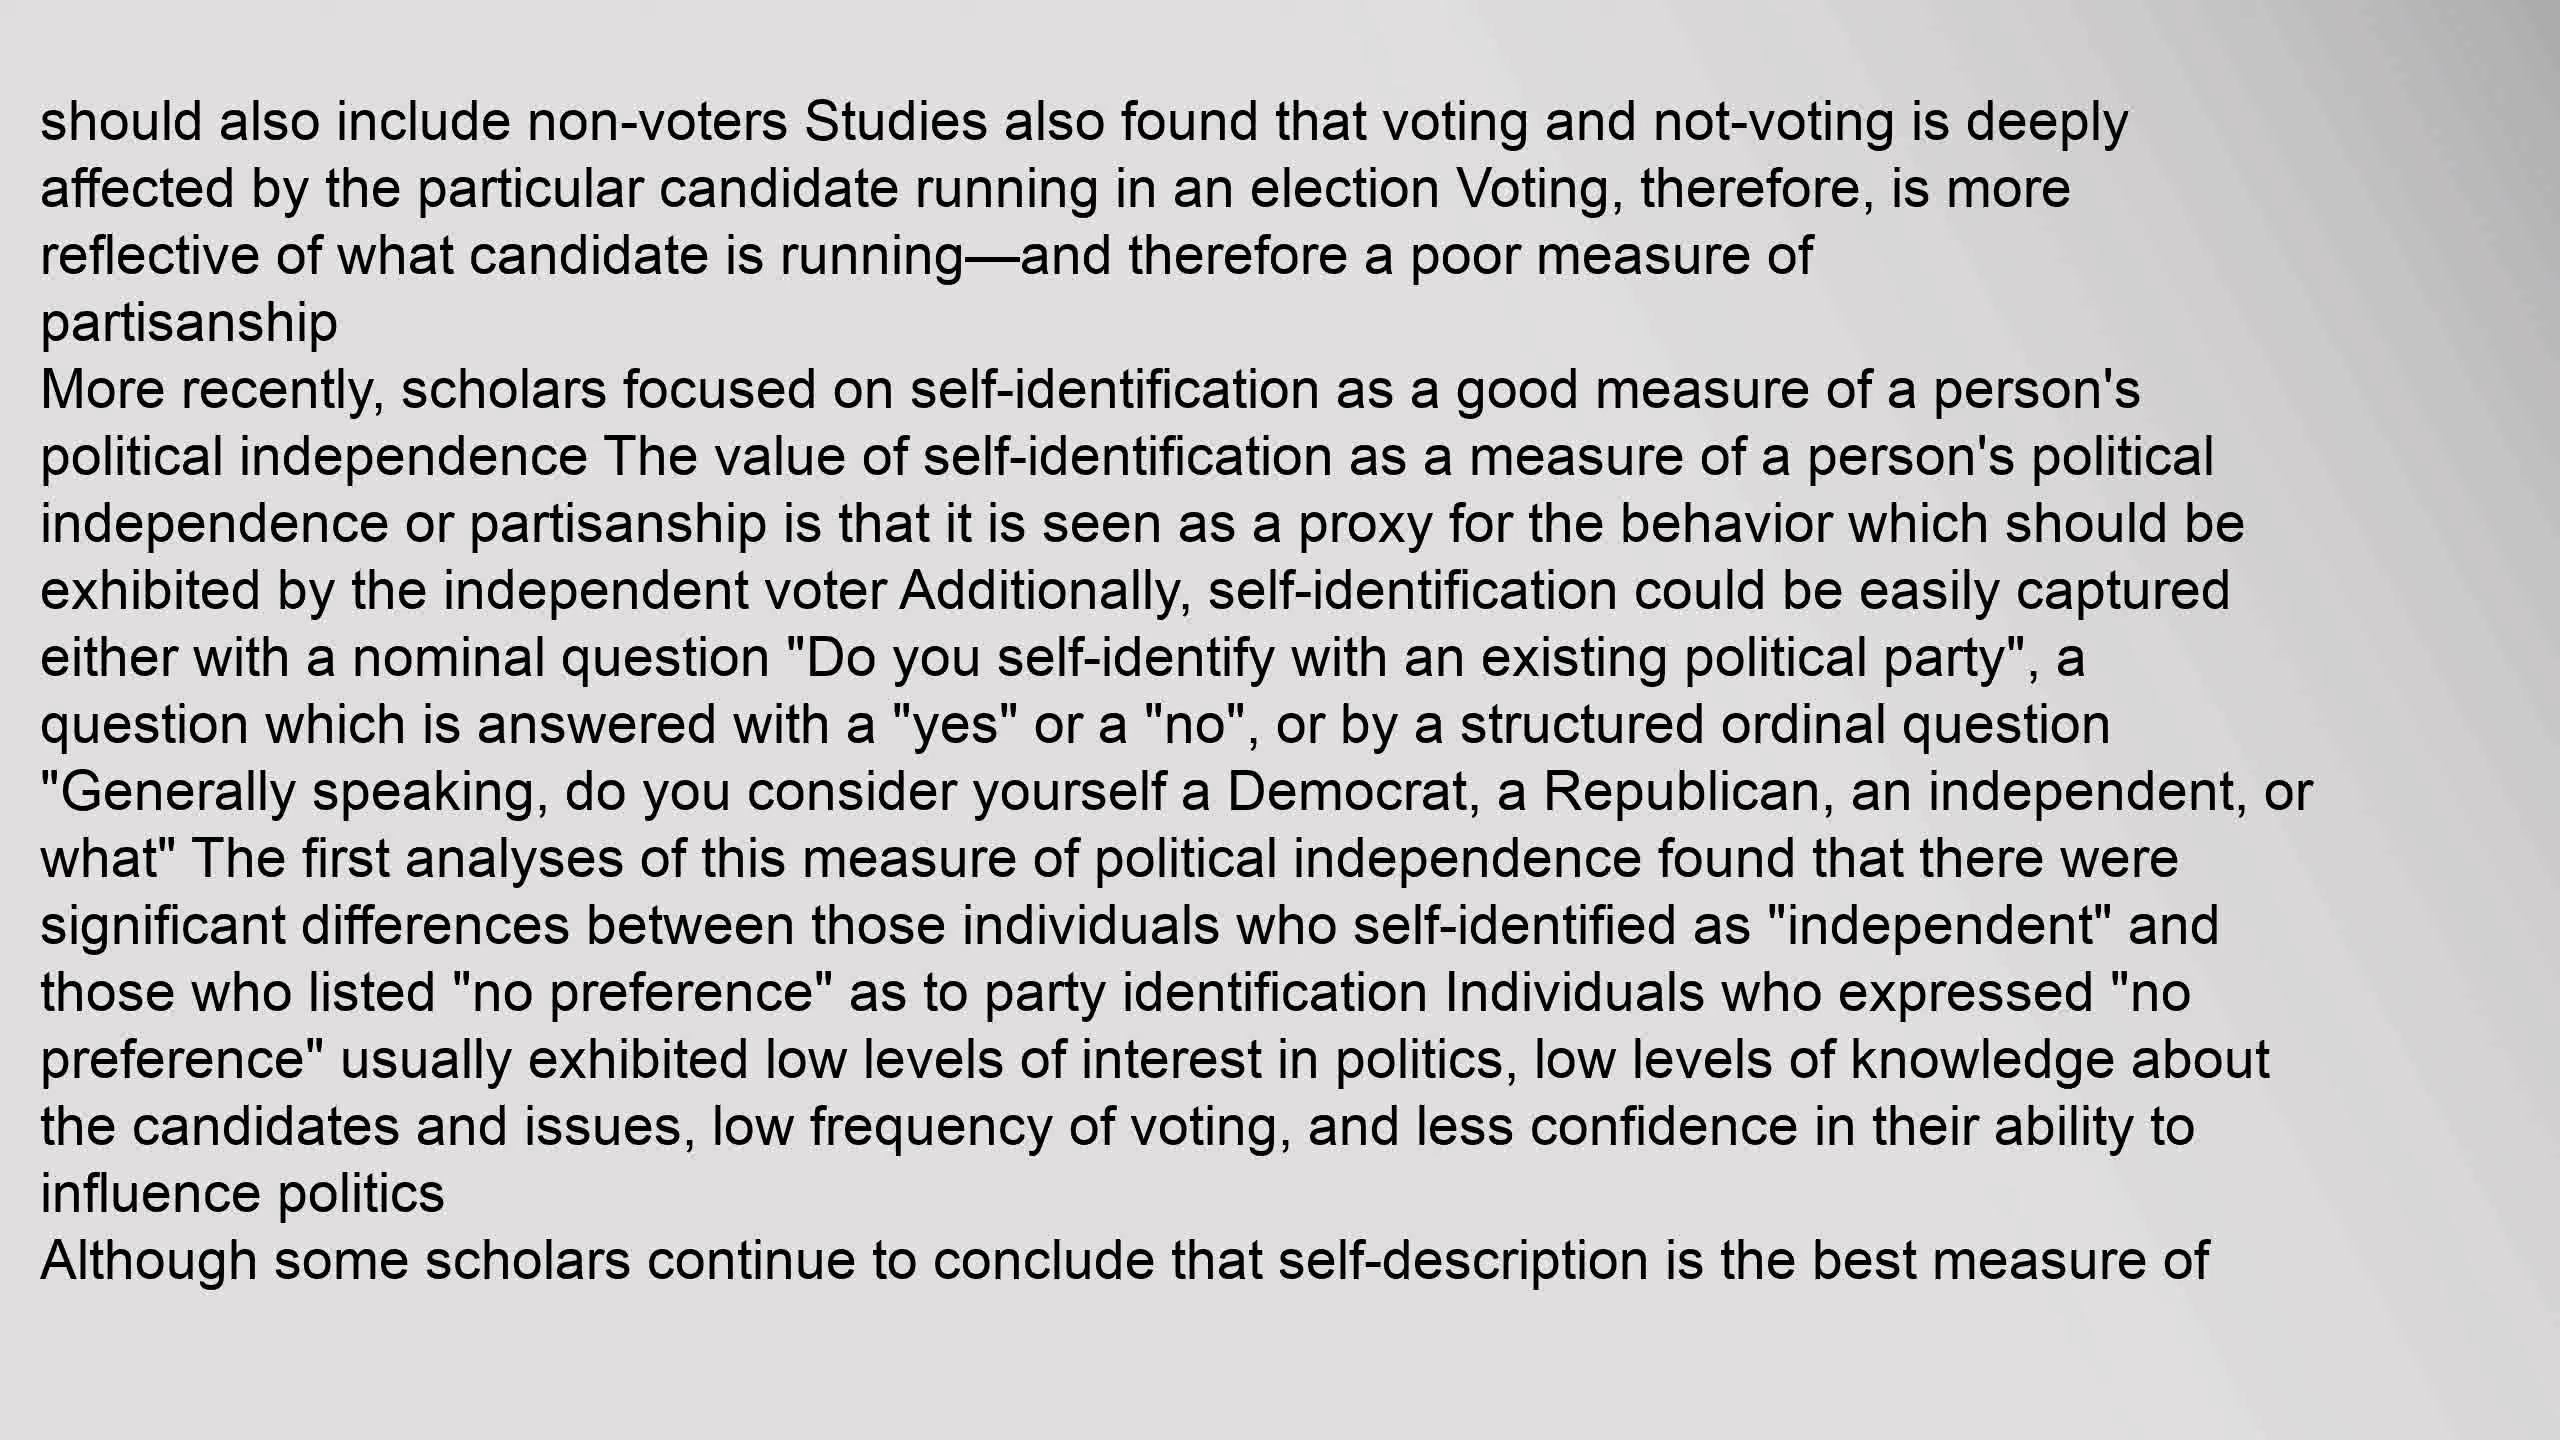 should also include non-voters Studies also found that voting and not-voting is deeply
affected by the particular candidate running in an election Voting, therefore, is more
reflective of what candidate is running—and therefore a poor measure of
partisanship
More recently, scholars focused on self-identification as a good measure of a person's
political independence The value of self-identification as a measure of a person's political
independence or partisanship is that it is seen as a proxy for the behavior which should be
exhibited by the independent voter Additionally, self-identification could be easily captured
either with a nominal question "Do you self-identify with an existing political party", a
question which is answered with a "yes" or a "no", or by a structured ordinal question
"Generally speaking, do you consider yourself a Democrat, a Republican, an independent, or
what" The first analyses of this measure of political independence found that there were
significant differences between those individuals who self-identified as "independent" and
those who listed "no preference" as to party identification Individuals who expressed "no
preference" usually exhibited low levels of interest in politics, low levels of knowledge about
the candidates and issues, low frequency of voting, and less confidence in their ability to
influence politics
Although some scholars continue to conclude that self-description is the best measure of